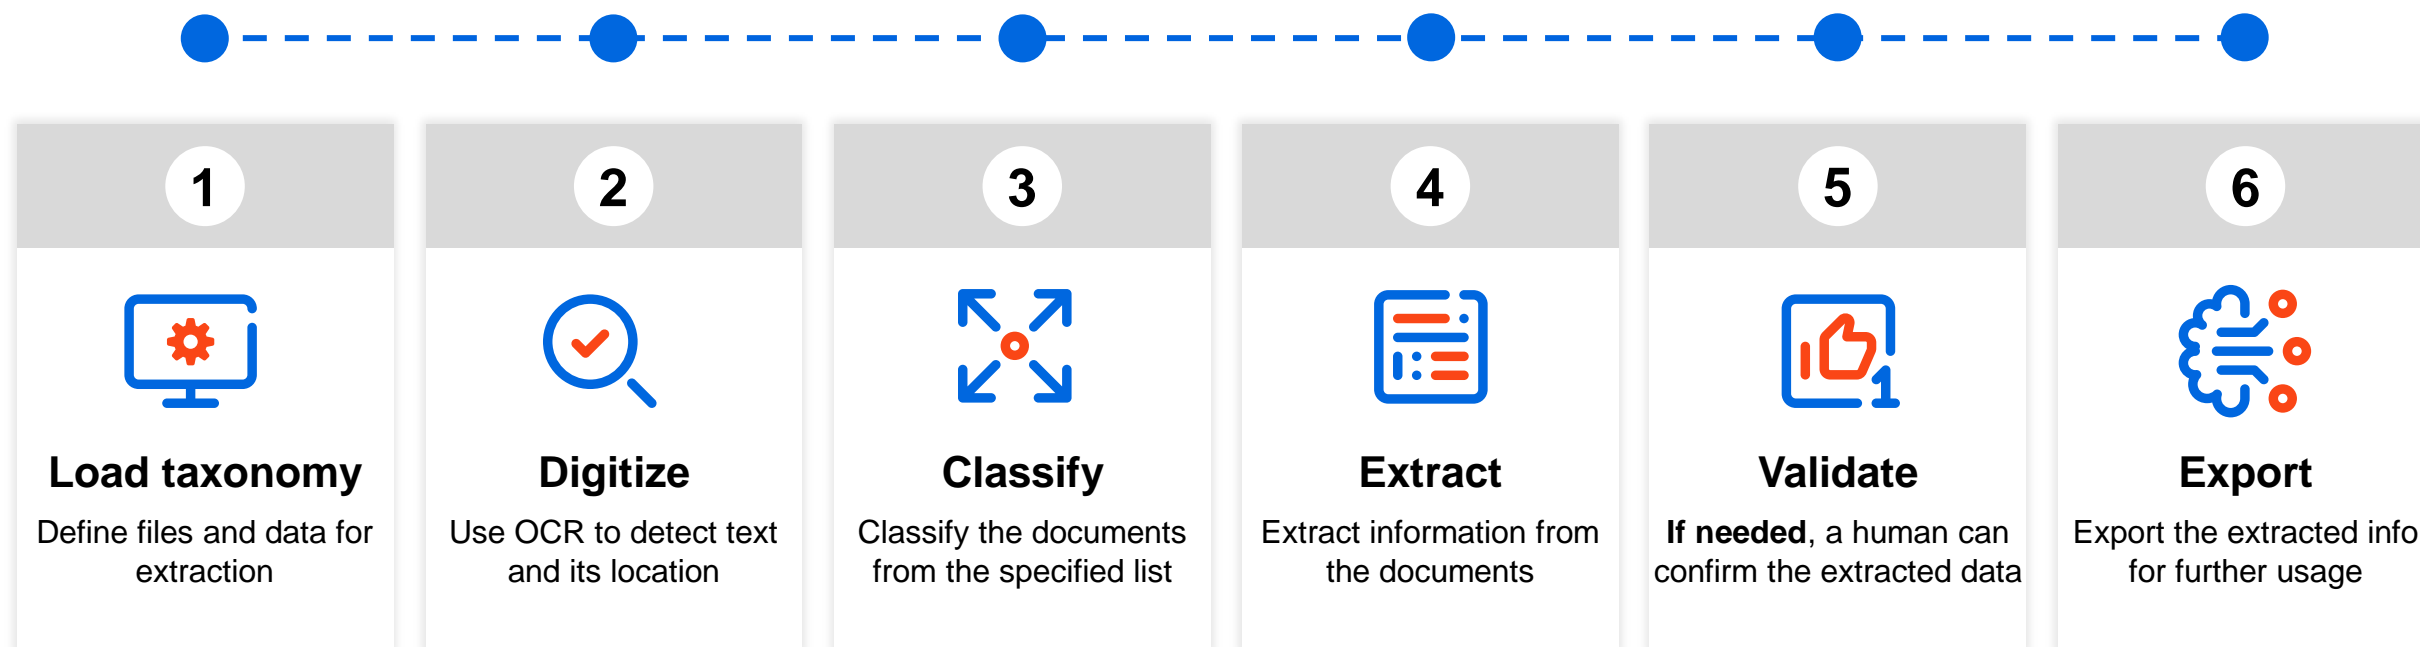 1
Load taxonomy
Define files and data for
extraction
2
Digitize
Use OCR to detect text
and its location
3
Classify
Classify the documents
from the specified list
4
Extract
Extract information from
the documents
5
Validate
If needed, a human can
confirm the extracted data
1
6
Export
Export the extracted info
for further usage